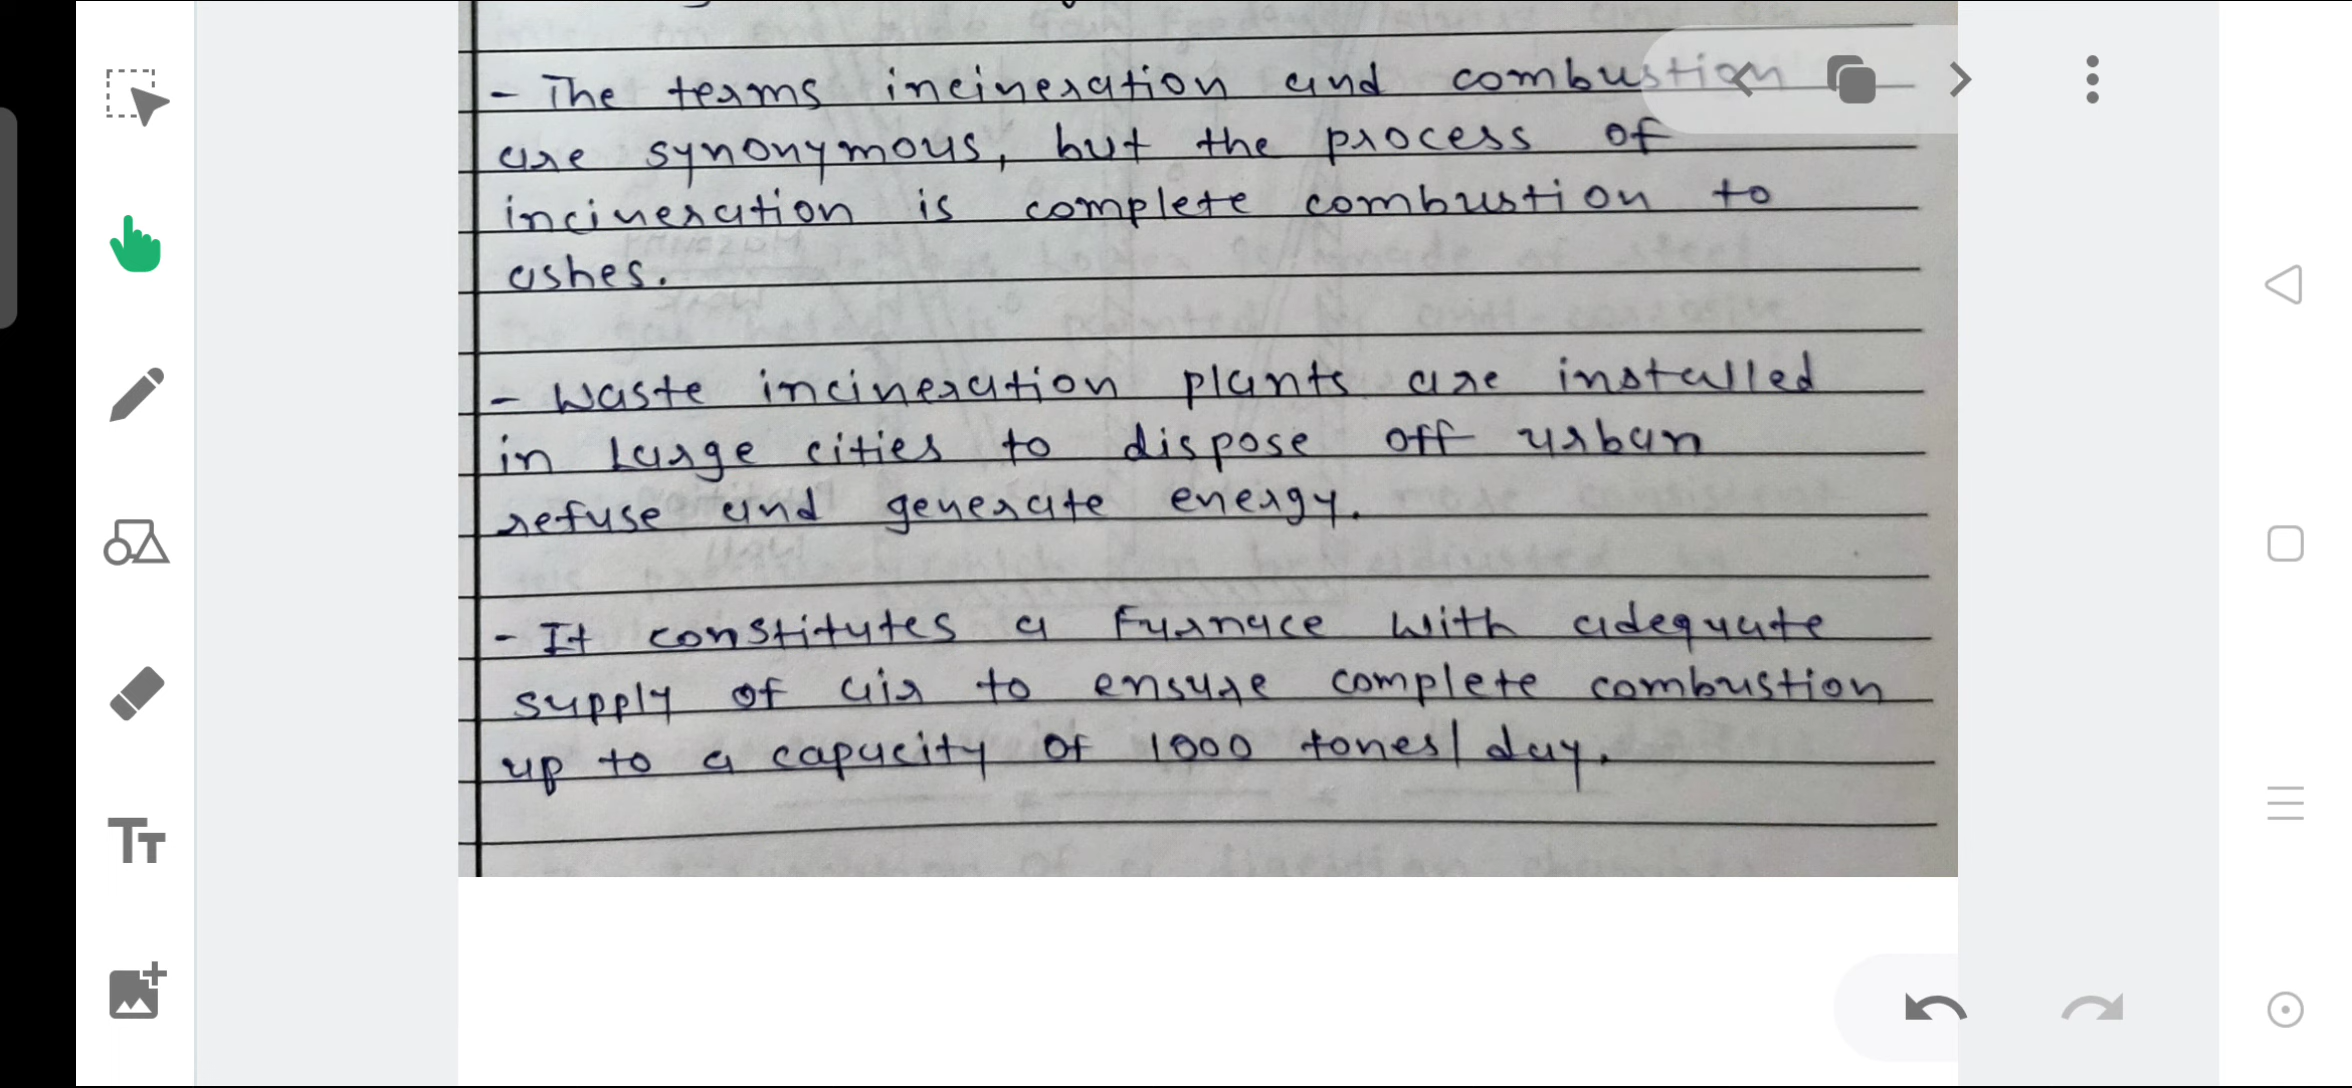 - The terms incineration and combustion
are synonymous, but the process of
incineration is complete combustion to
ashes.
- Waste incineration plants are installed
in large cities to dispose off urban
refuse and generate energy.
- It constitutes a furnace with adequate
supply of air to ensure complete combustion
up to a capacity of 1000 tones/day.
TT